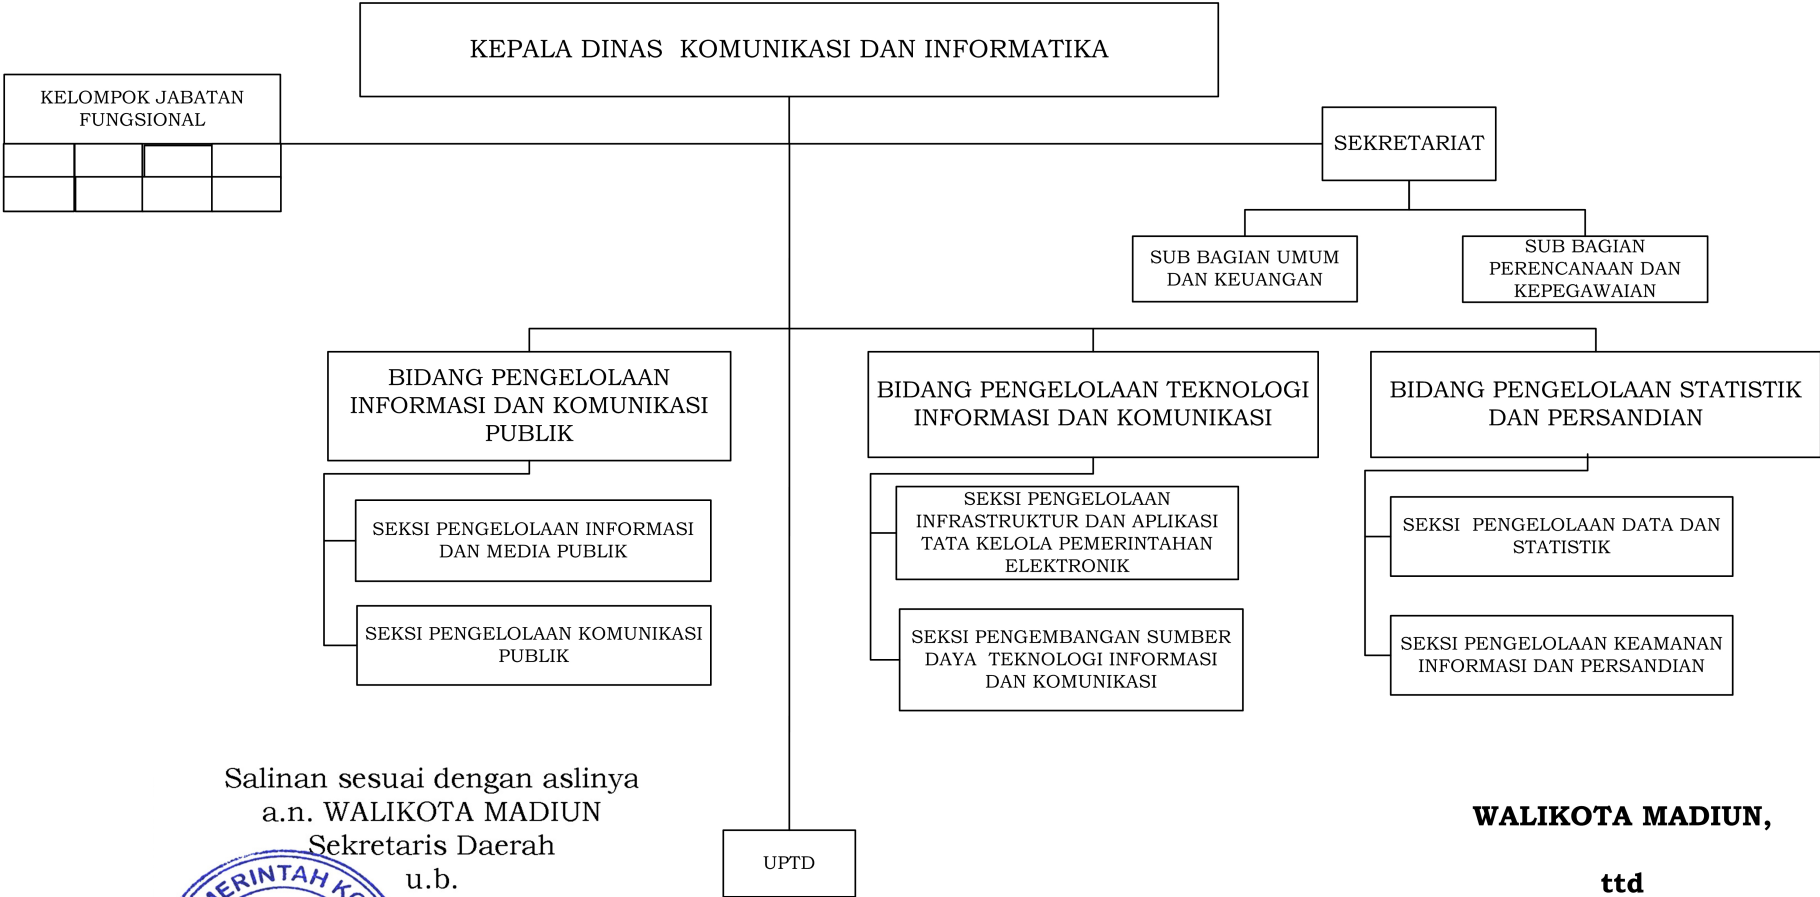 KEPALA DINAS  KOMUNIKASI DAN INFORMATIKA
KELOMPOK JABATAN
FUNGSIONAL
SEKRETARIAT
SUB BAGIAN UMUM
DAN KEUANGAN
SUB BAGIAN
PERENCANAAN DAN
KEPEGAWAIAN
BIDANG PENGELOLAAN
INFORMASI DAN KOMUNIKASI
PUBLIK
BIDANG PENGELOLAAN TEKNOLOGI
INFORMASI DAN KOMUNIKASI
BIDANG PENGELOLAAN STATISTIK
DAN PERSANDIAN
SEKSI PENGELOLAAN INFORMASI
DAN MEDIA PUBLIK
SEKSI PENGELOLAAN KOMUNIKASI
PUBLIK
SEKSI PENGELOLAAN
INFRASTRUKTUR DAN APLIKASI
TATA KELOLA PEMERINTAHAN
ELEKTRONIK
SEKSI PENGEMBANGAN SUMBER
DAYA  TEKNOLOGI INFORMASI
DAN KOMUNIKASI
SEKSI  PENGELOLAAN DATA DAN
STATISTIK
SEKSI PENGELOLAAN KEAMANAN
INFORMASI DAN PERSANDIAN
Salinan sesuai dengan aslinya
a.n. WALIKOTA MADIUN
Sekretaris Daerah
u.b.
UPTD
WALIKOTA MADIUN,
ttd